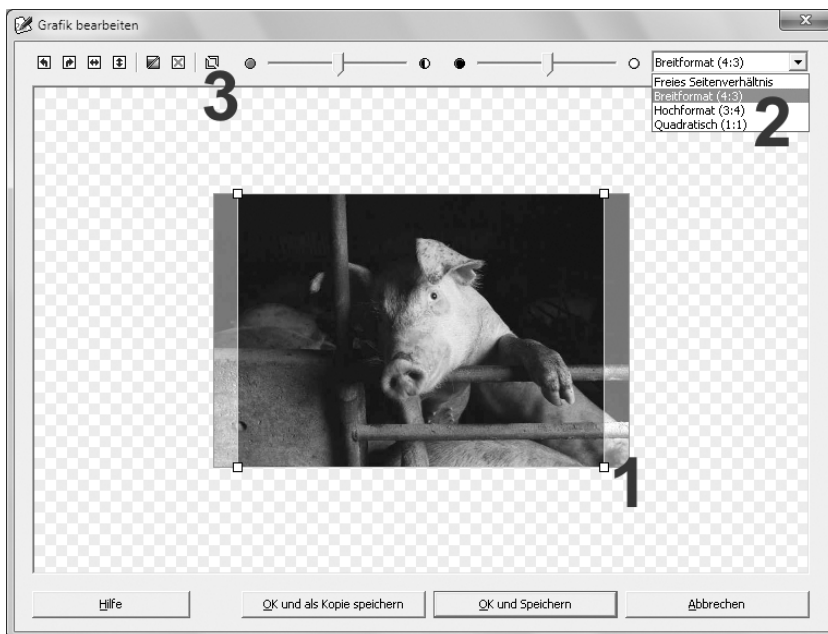 Grafik bearbeiten
Breitformat (4:3)
Freies Seitenverhältnis
Breitformat (4:3)
Hochformat (3:4)
Quadratisch (1:1)
3
2
1
Hilfe
OK und als Kopie speichern
OK und Speichern
Abbrechen